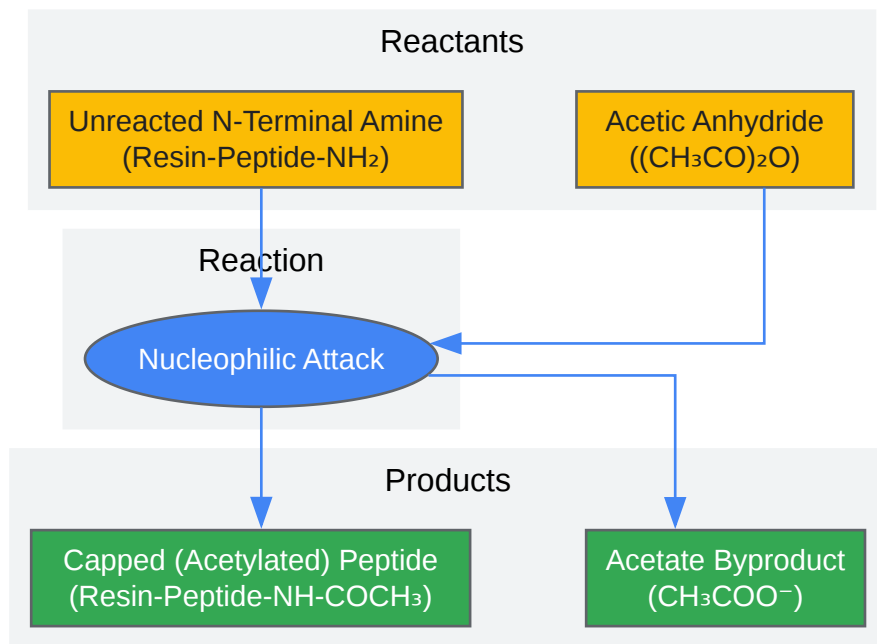 Reactants
Unreacted N-Terminal Amine
(Resin-Peptide-NH₂)
Acetic Anhydride
((CH₃CO)₂O)
Reaction
Nucleophilic Attack
Products
Capped (Acetylated) Peptide
(Resin-Peptide-NH-COCH₃)
Acetate Byproduct
(CH₃COO⁻)